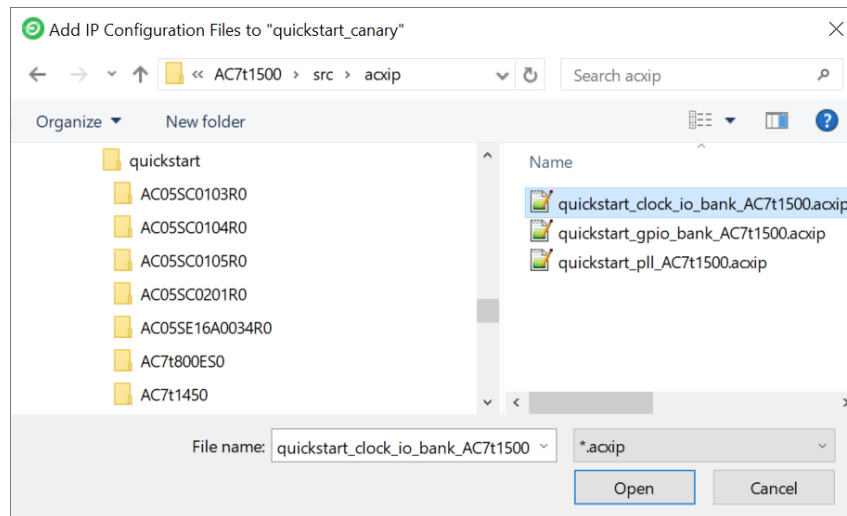 Add IP Configuration Files to "quickstart_canary"
« AC7t1500 › src › acxip
Search acxip
Organize
New folder
quickstart
AC05SC0103R0
AC05SC0104R0
AC05SC0105R0
AC05SC0201R0
AC05SE16A0034R0
AC7t800ES0
AC7t1450
Name
quickstart_clock_io_bank_AC7t1500.acxip
quickstart_gpio_bank_AC7t1500.acxip
quickstart_pll_AC7t1500.acxip
File name:
quickstart_clock_io_bank_AC7t1500
*.acxip
Open
Cancel